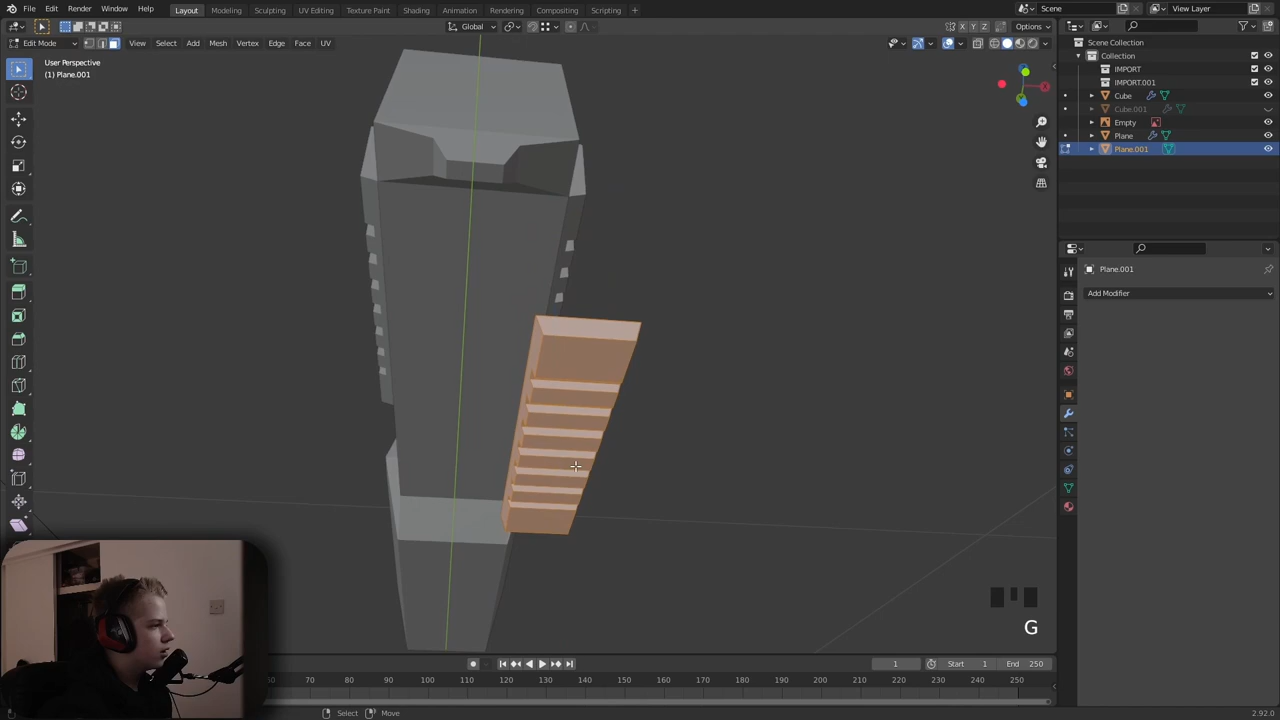 File Edit Render Window Help Layout Modeling Sculpting UV Editing Texture Paint Shading Animation Rendering Compositing Scripting + Scene View Layer
Global Options
Edit Mode View Select Add Mesh Vertex Edge Face UV X Y Z
User Perspective
(1) Plane.001
Scene Collection
Collection
IMPORT
IMPORT.001
Cube
Cube.001
Empty
Plane
Plane.001
Plane.001
Add Modifier
G
1 Start 1 End 250
60 70 80 90 100 110 120 130 140 150 160 170 180 190 200 210 220 230 240 250
Select Move 2.92.0